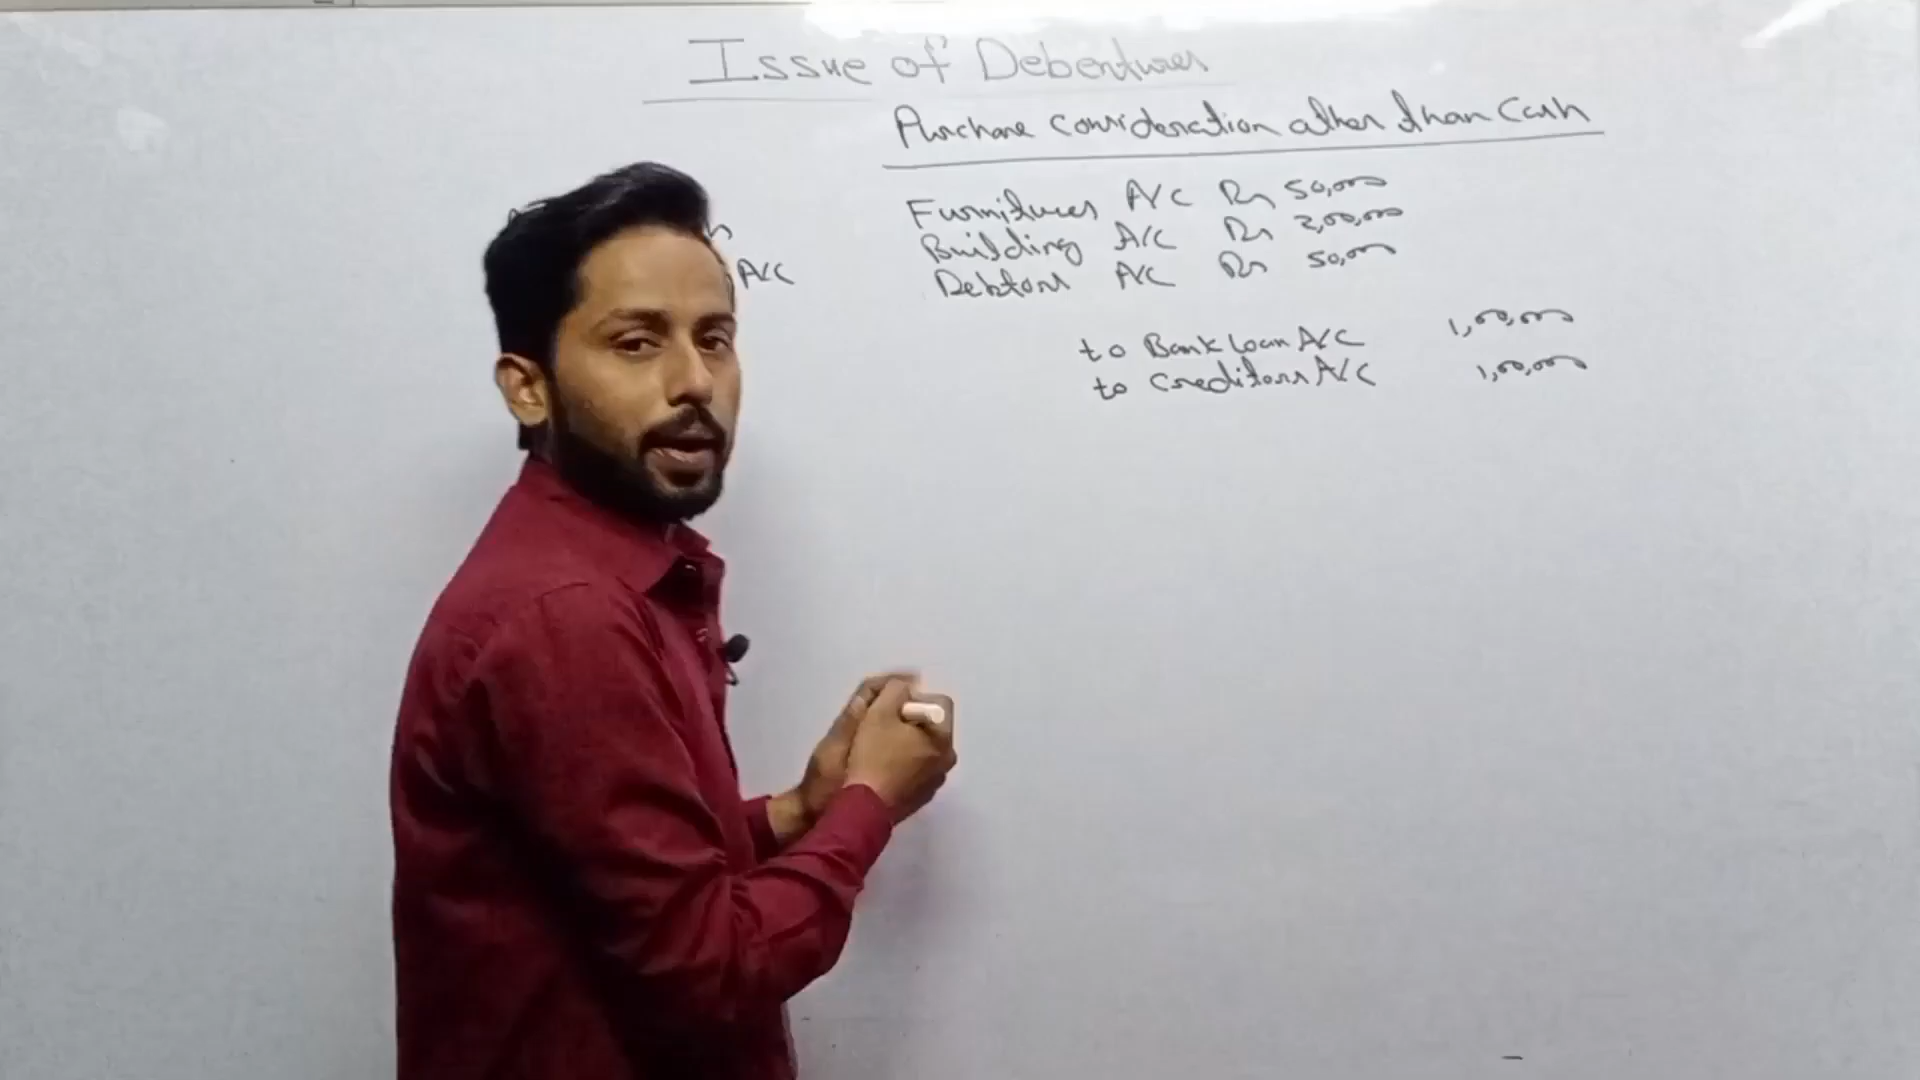 Issue of Debentures
Purchase consideration other than Cash
A/C
Furnitures A/C Rs 50,000
Building A/C Rs 2,00,000
Debtors A/C Rs 50,000
to Bank Loan A/C 1,00,000
to Creditors A/C 1,00,000